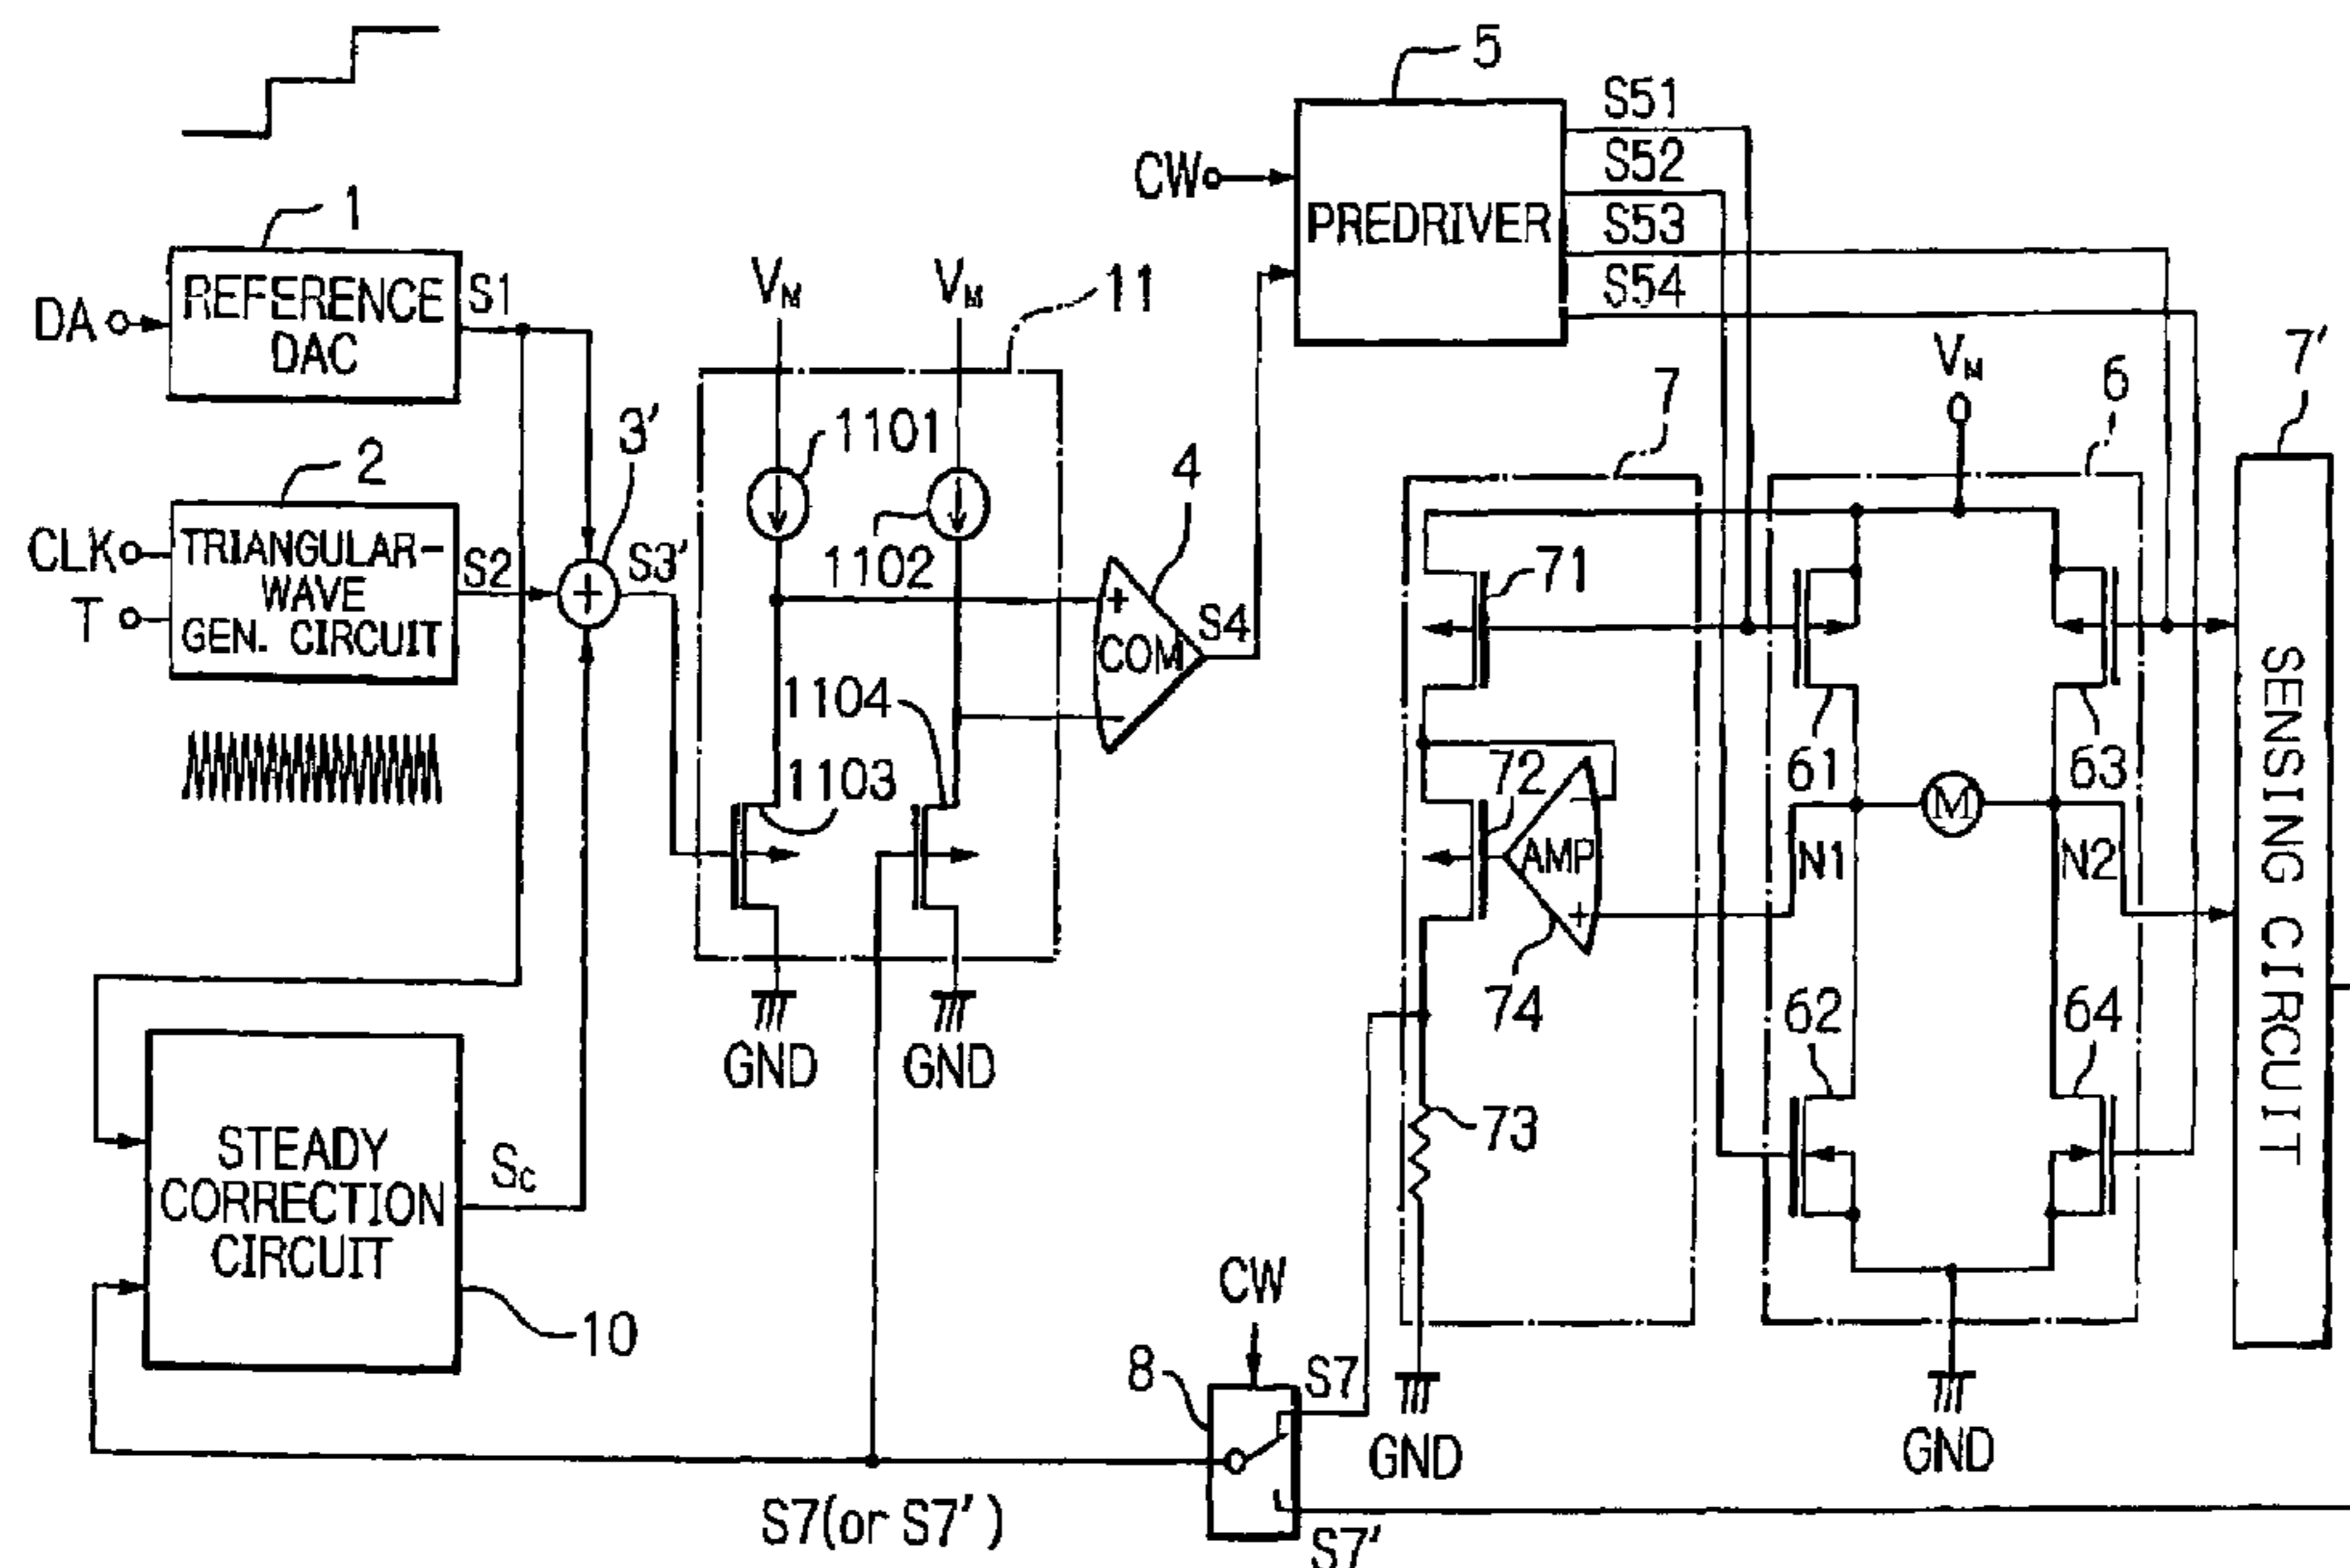 1
REFERENCE
DAC
DA
S1
2
TRIANGULAR-
WAVE
GEN. CIRCUIT
CLK
T
S2
3'
S3'
STEADY
CORRECTION
CIRCUIT
10
Sc
VM
VM
11
1101
1102
1103
1104
GND
GND
+
COM
−
4
S4
5
CW
PREDRIVER
S51
S52
S53
S54
7
71
72
AMP
−
+
74
73
GND
VM
6
61
63
M
N1
N2
62
64
GND
7'
SENSING CIRCUIT
CW
8
S7
S7'
S7(or S7')